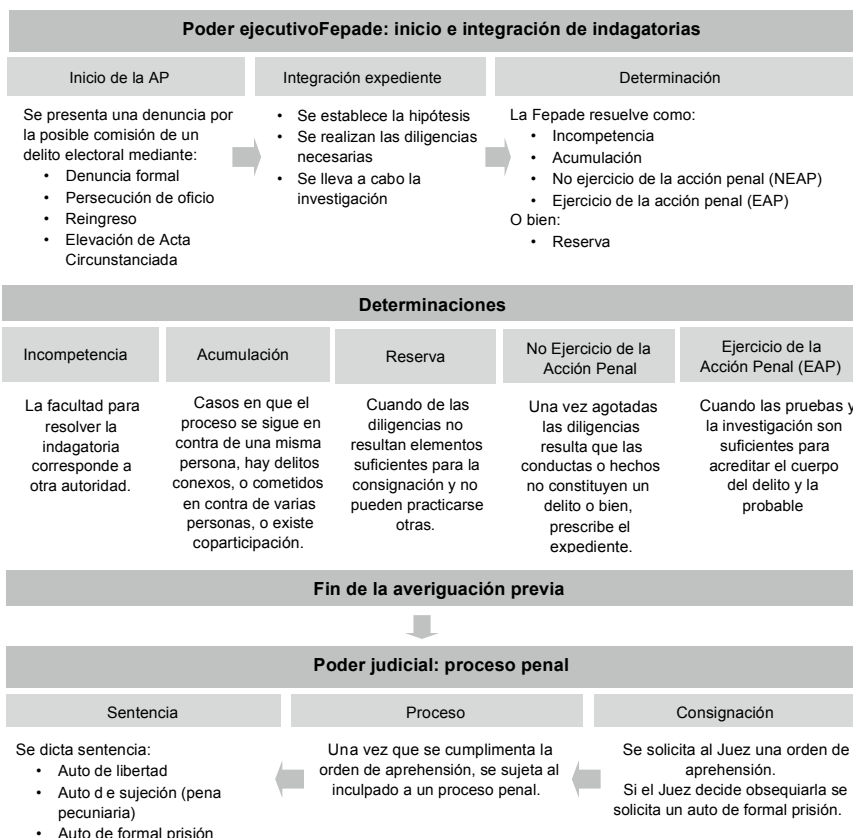 Poder ejecutivoFepade: inicio e integración de indagatorias
Inicio de la AP
Se presenta una denuncia por
la posible comisión de un
delito electoral mediante:
• Denuncia formal
• Persecución de oficio
• Reingreso
• Elevación de Acta
Circunstanciada
Integración expediente
• Se establece la hipótesis
• Se realizan las diligencias
necesarias
• Se lleva a cabo la
investigación
Determinación
La Fepade resuelve como:
• Incompetencia
• Acumulación
• No ejercicio de la acción penal (NEAP)
• Ejercicio de la acción penal (EAP)
O bien:
• Reserva
Determinaciones
Incompetencia
La facultad para
resolver la
indagatoria
corresponde a
otra autoridad.
Acumulación
Casos en que el
proceso se sigue en
contra de una misma
persona, hay delitos
conexos, o cometidos
en contra de varias
personas, o existe
coparticipación.
Reserva
Cuando de las
diligencias no
resultan elementos
suficientes para la
consignación y no
pueden practicarse
otras.
No Ejercicio de la
Acción Penal
Una vez agotadas
las diligencias
resulta que las
conductas o hechos
no constituyen un
delito o bien,
prescribe el
expediente.
Ejercicio de la
Acción Penal (EAP)
Cuando las pruebas y
la investigación son
suficientes para
acreditar el cuerpo
del delito y la
probable
Fin de la averiguación previa
Poder judicial: proceso penal
Sentencia
Se dicta sentencia:
• Auto de libertad
• Auto d e sujeción (pena
pecuniaria)
• Auto de formal prisión
Proceso
Una vez que se cumplimenta la
orden de aprehensión, se sujeta al
inculpado a un proceso penal.
Consignación
Se solicita al Juez una orden de
aprehensión.
Si el Juez decide obsequiarla se
solicita un auto de formal prisión.